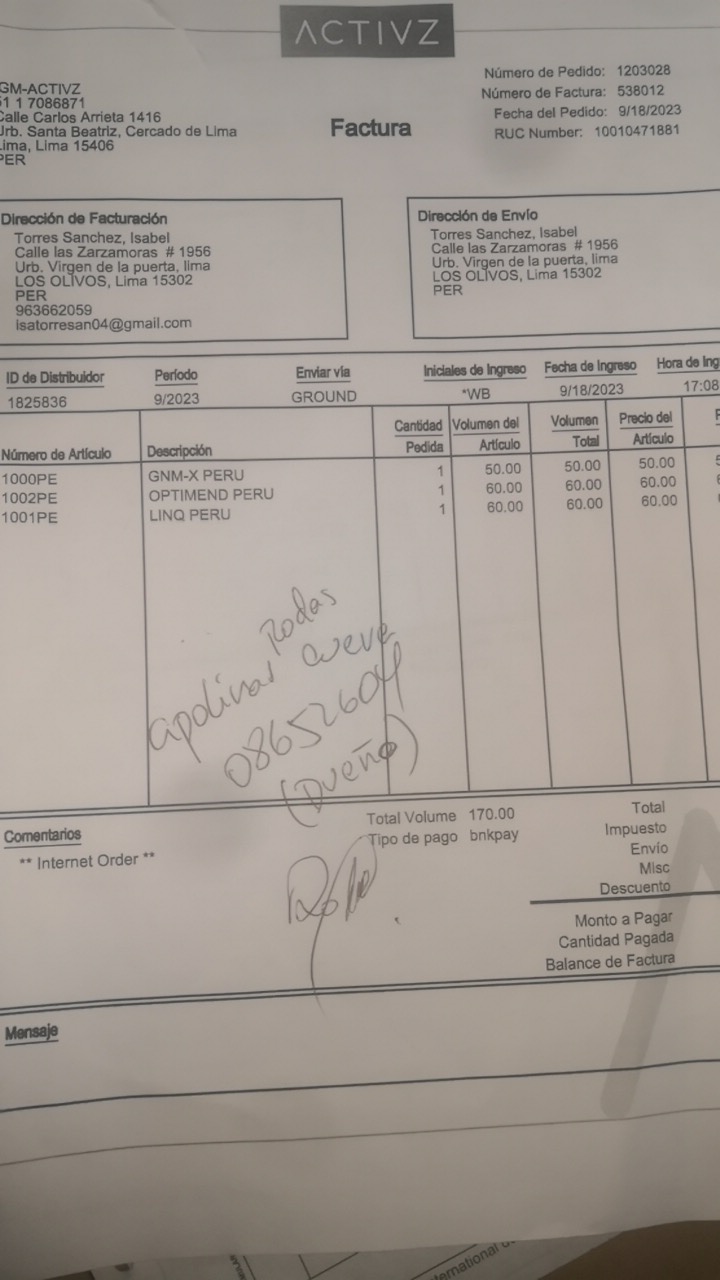 ACTIVZ
GM-ACTIVZ
51 1 7086871
Calle Carlos Arrieta 1416
Urb. Santa Beatriz, Cercado de Lima
Lima, Lima 15406
PER
Factura
Número de Pedido: 1203028
Número de Factura: 538012
Fecha del Pedido: 9/18/2023
RUC Number: 10010471881
Dirección de Facturación
Torres Sanchez, Isabel
Calle las Zarzamoras # 1956
Urb. Virgen de la puerta, lima
LOS OLIVOS, Lima 15302
PER
963662059
Isatorresan04@gmail.com
Dirección de Envío
Torres Sanchez, Isabel
Calle las Zarzamoras # 1956
Urb. Virgen de la puerta, lima
LOS OLIVOS, Lima 15302
PER
ID de Distribuidor Período Enviar vía Iniciales de Ingreso Fecha de Ingreso Hora de Ing
1825836 9/2023 GROUND *WB 9/18/2023 17:08
Número de Artículo Descripción Cantidad Pedida Volumen del Artículo Volumen Total Precio del Artículo
1000PE GNM-X PERU 1 50.00 50.00 50.00
1002PE OPTIMEND PERU 1 60.00 60.00 60.00
1001PE LINQ PERU 1 60.00 60.00 60.00
Rodas
apolinar
08652604
(Dueño)
Comentarios
** Internet Order **
Total Volume 170.00
Tipo de pago bnkpay
Total
Impuesto
Envío
Misc
Descuento
Monto a Pagar
Cantidad Pagada
Balance de Factura
Mensaje